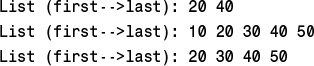 List (first-->last): 20 40
List (first-->last): 10 20 30 40 50
List (first-->last): 20 30 40 50